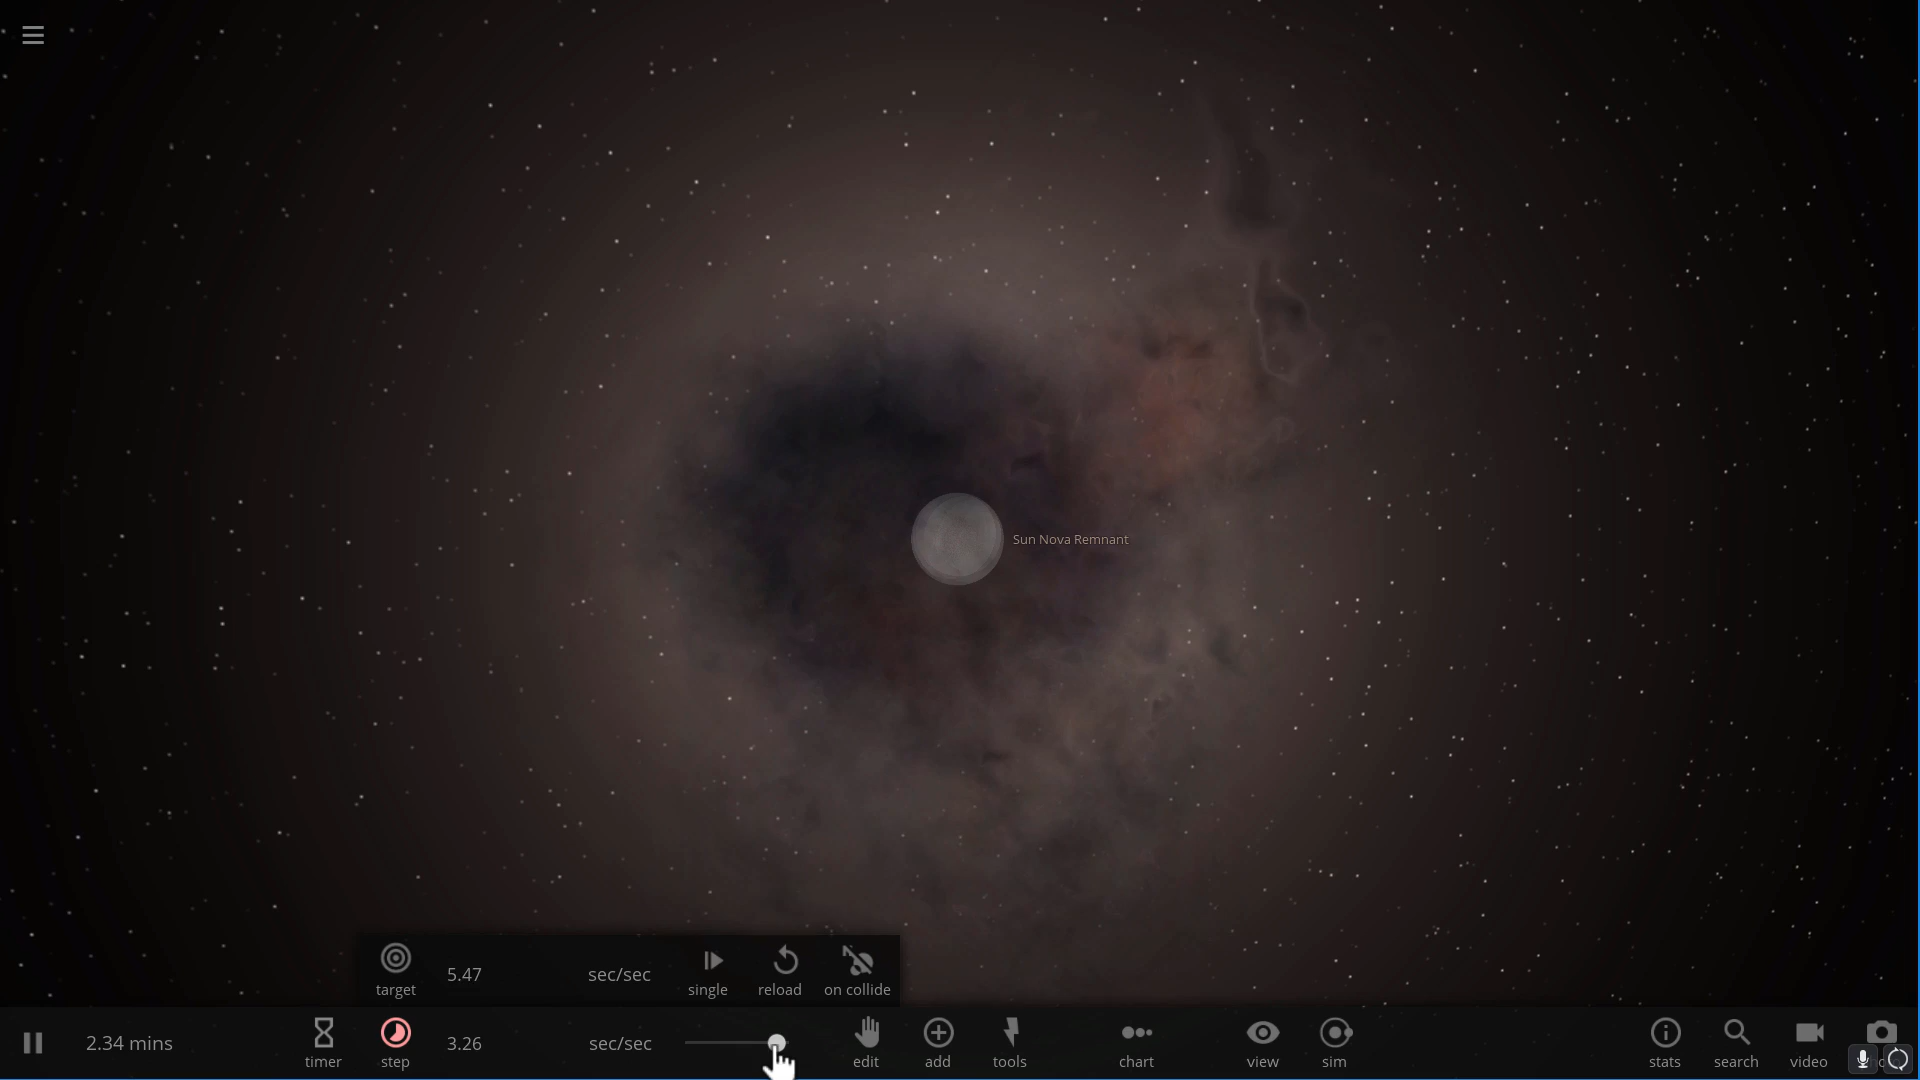 Sun Nova Remnant
target 5.47 sec/sec single reload on collide
2.34 mins timer step 3.26 sec/sec edit add tools chart view sim stats search video